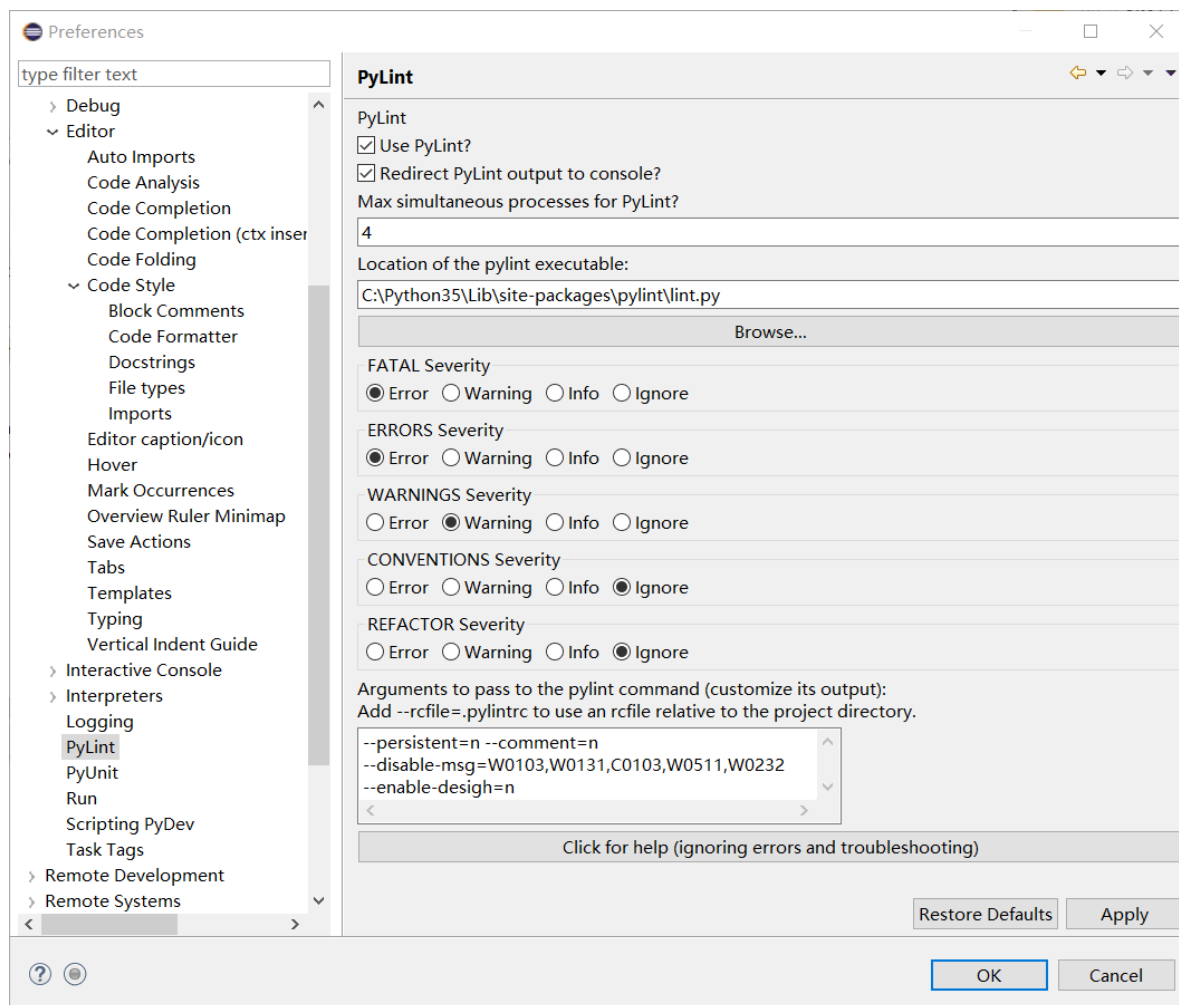 Preferences
type filter text
Debug
Editor
Auto Imports
Code Analysis
Code Completion
Code Completion (ctx inser
Code Folding
Code Style
Block Comments
Code Formatter
Docstrings
File types
Imports
Editor caption/icon
Hover
Mark Occurrences
Overview Ruler Minimap
Save Actions
Tabs
Templates
Typing
Vertical Indent Guide
Interactive Console
Interpreters
Logging
PyLint
PyUnit
Run
Scripting PyDev
Task Tags
Remote Development
Remote Systems
PyLint
PyLint
Use PyLint?
Redirect PyLint output to console?
Max simultaneous processes for PyLint?
4
Location of the pylint executable:
C:\Python35\Lib\site-packages\pylint\lint.py
Browse...
FATAL Severity
Error Warning Info Ignore
ERRORS Severity
Error Warning Info Ignore
WARNINGS Severity
Error Warning Info Ignore
CONVENTIONS Severity
Error Warning Info Ignore
REFACTOR Severity
Error Warning Info Ignore
Arguments to pass to the pylint command (customize its output):
Add --rcfile=.pylintrc to use an rcfile relative to the project directory.
--persistent=n --comment=n
--disable-msg=W0103,W0131,C0103,W0511,W0232
--enable-desigh=n
Click for help (ignoring errors and troubleshooting)
Restore Defaults Apply
OK Cancel